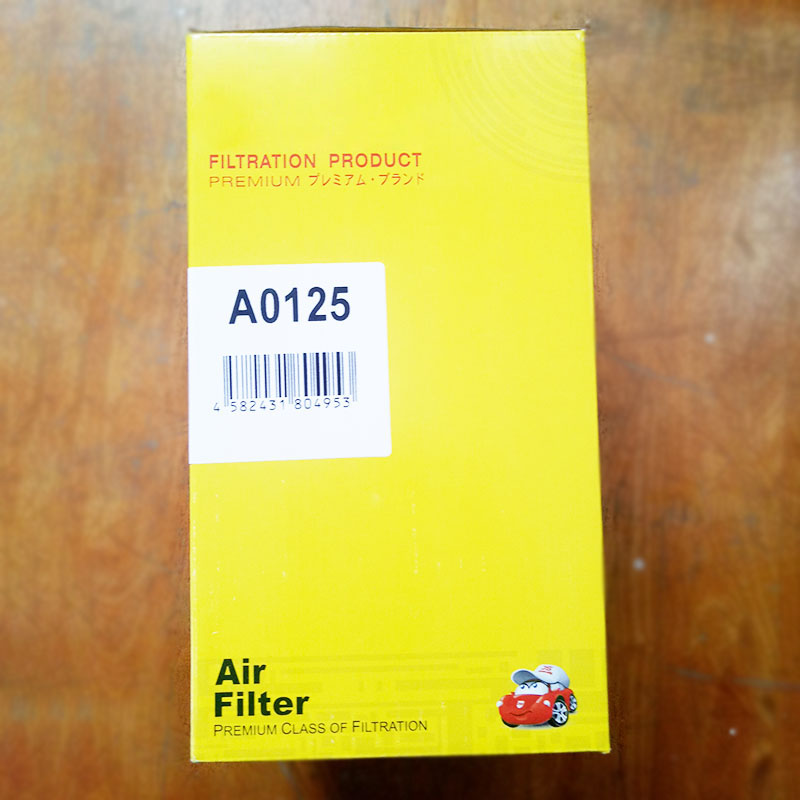 FILTRATION PRODUCT
PREMIUM プレミアム・ブランド
A0125
4 582431 804953
Air
Filter
PREMIUM CLASS OF FILTRATION